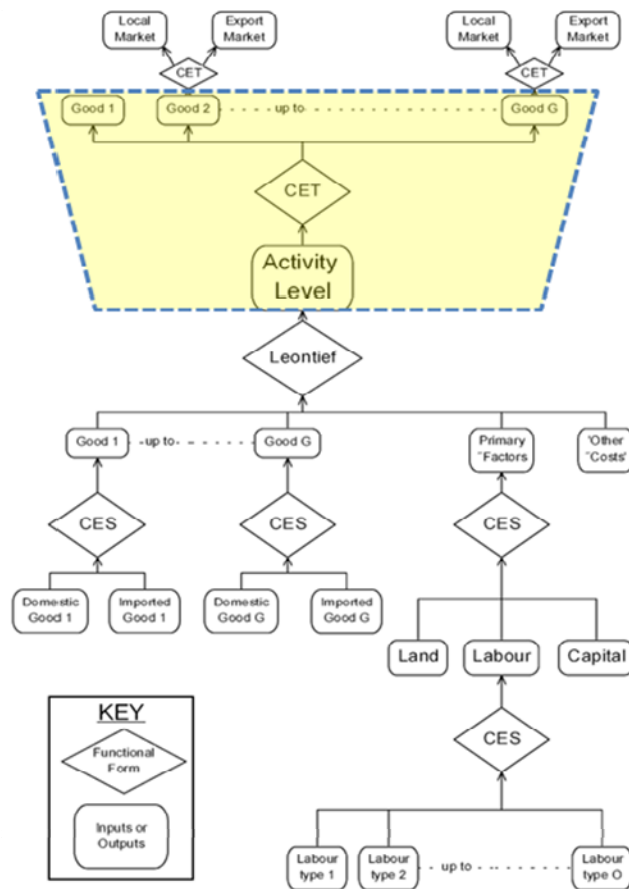 Local
Market
Export
Market
Local
Market
Export
Market
CET
CET
Good 1
Good 2
up to
Good G
CET
Activity
Level
Leontief
Good 1
up to
Good G
Primary
Factors
'Other
Costs'
CES
CES
CES
Domestic
Good 1
Imported
Good 1
Domestic
Good G
Imported
Good G
Land
Labour
Capital
KEY
Functional
Form
Inputs or
Outputs
CES
Labour
type 1
Labour
type 2
up to
Labour
type O